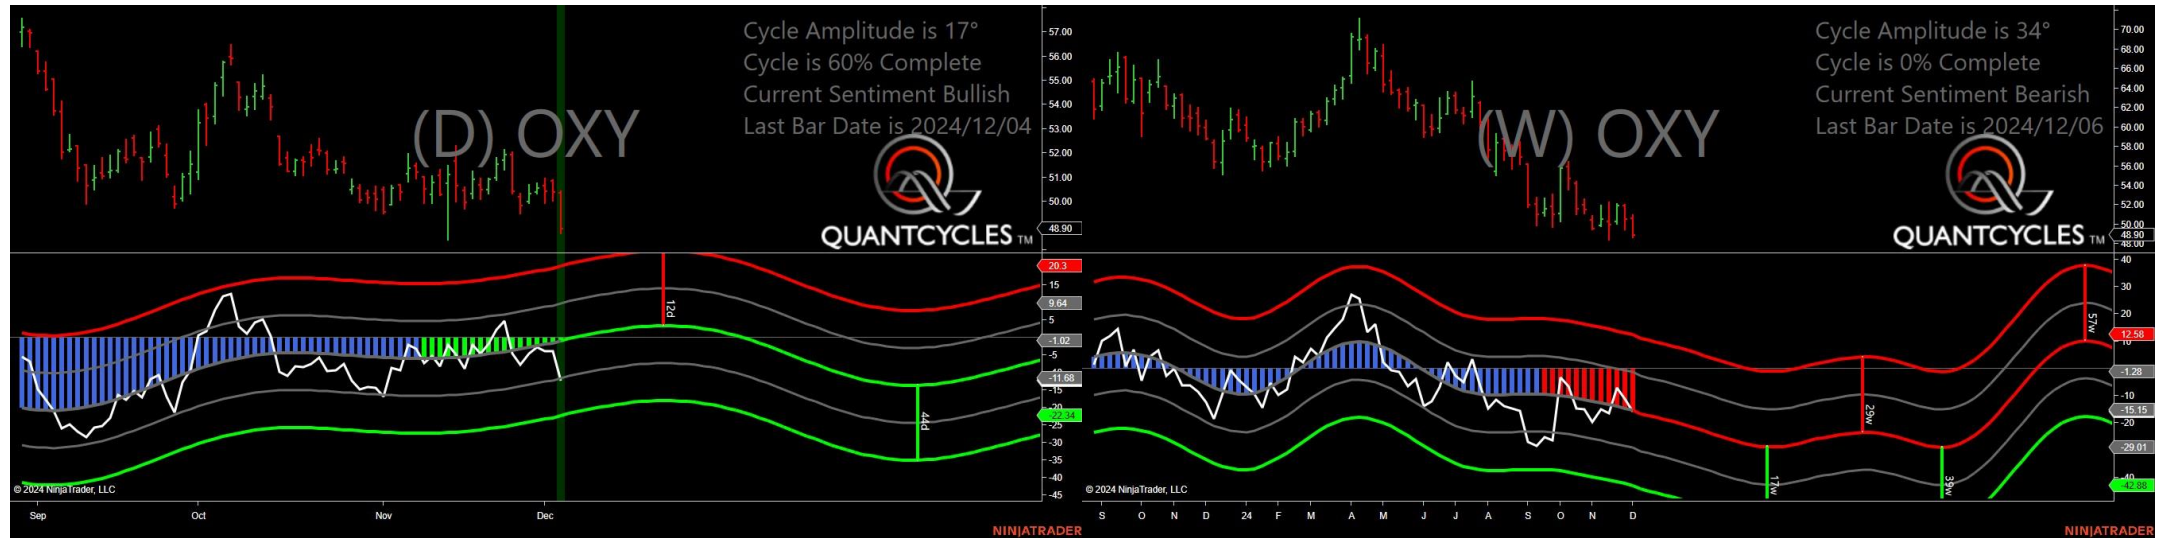 Cycle Amplitude is 17°
Cycle is 60% Complete
Current Sentiment Bullish
Last Bar Date is 2024/12/04
(D) OXY
QUANTCYCLES TM
57.00
56.00
55.00
54.00
53.00
52.00
51.00
50.00
48.90
20.3
15
9.64
5
-1.02
-5
-11.68
-15
-22.34
-25
-30
-35
-40
-45
12d
44d
© 2024 NinjaTrader, LLC
Sep Oct Nov Dec
NINJATRADER
Cycle Amplitude is 34°
Cycle is 0% Complete
Current Sentiment Bearish
Last Bar Date is 2024/12/06
(W) OXY
QUANTCYCLES TM
70.00
68.00
66.00
64.00
62.00
60.00
58.00
56.00
54.00
52.00
50.00
48.90
48.00
40
30
20
12.58
-1.28
-10
-15.15
-20
-29.01
-42.88
57w
29w
17w
39w
© 2024 NinjaTrader, LLC
S O N D 24 F M A M J J A S O N D
NINJATRADER